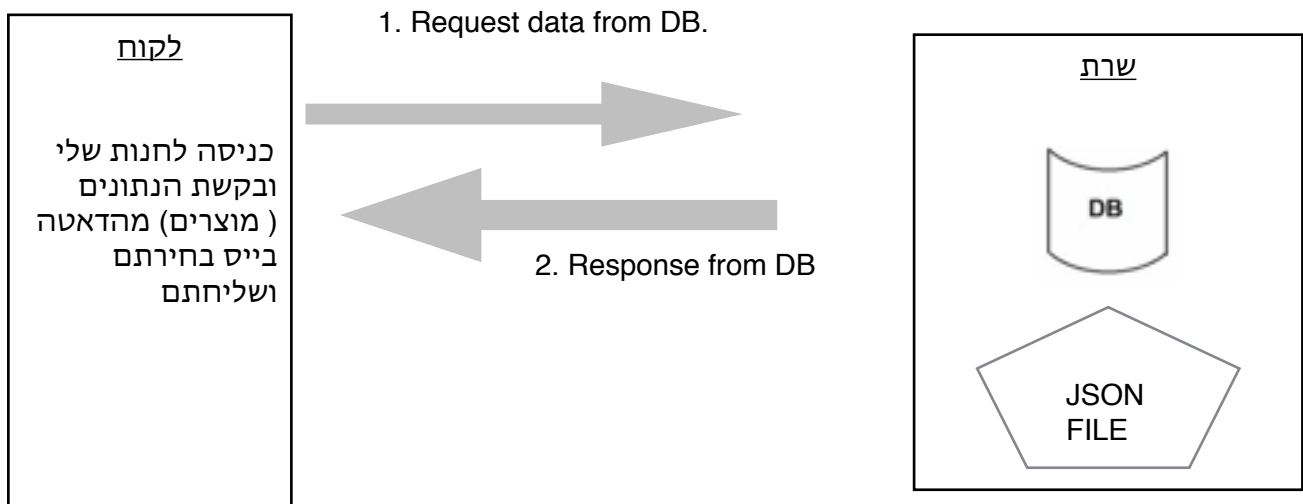 1. Request data from DB.
לקוח
כניסה לחנות שלי
ובקשת הנתונים
( מוצרים) מהדאטה
בייס בחירתם
ושליחתם
2. Response from DB
שרת
DB
JSON
FILE